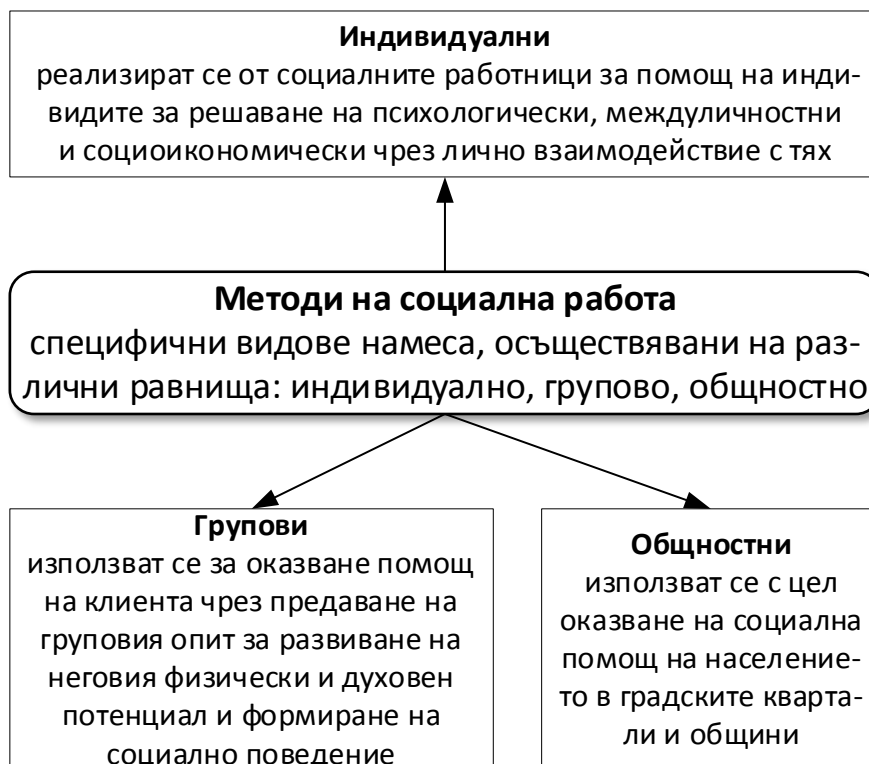 Индивидуални
реализират се от социалните работници за помощ на инди-
видите за решаване на психологически, междуличностни
и социоикономически чрез лично взаимодействие с тях
Методи на социална работа
специфични видове намеса, осъществявани на раз-
лични равнища: индивидуално, групово, общностно
Групови
използват се за оказване помощ
на клиента чрез предаване на
груповия опит за развиване на
неговия физически и духовен
потенциал и формиране на
социално поведение
Общностни
използват се с цел
оказване на социална
помощ на население-
то в градските кварта-
ли и общини